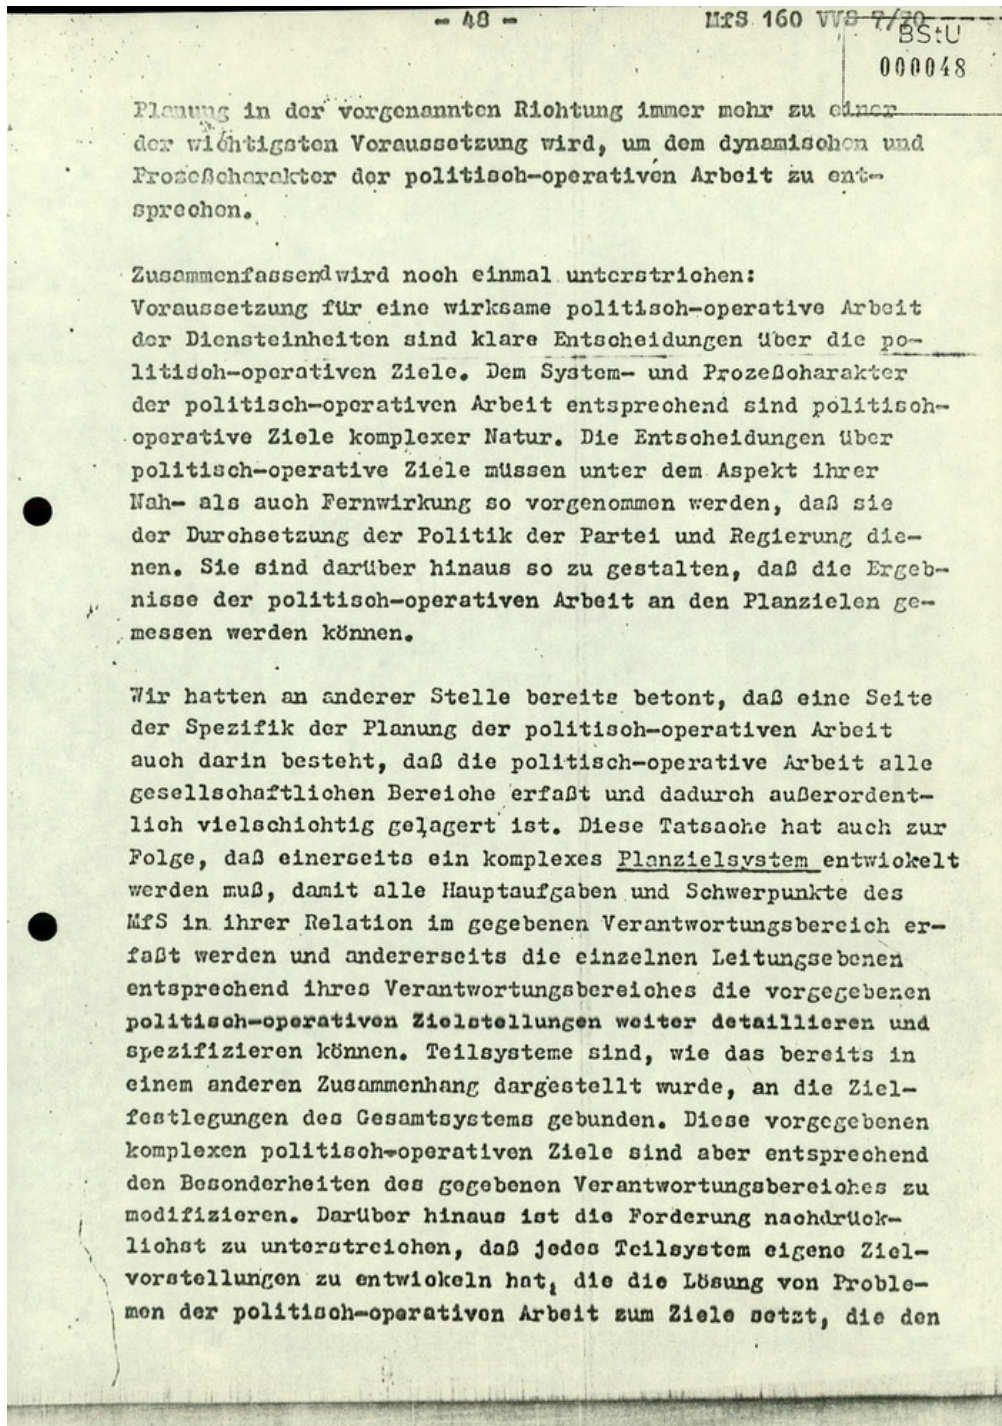 - 48 -
MfS 160 VVS 7/70
BStU
000048
Planung in der vorgenannten Richtung immer mehr zu einer
der wichtigsten Voraussetzung wird, um dem dynamischen und
Prozeßcharakter der politisch-operativen Arbeit zu ent-
sprechen.
Zusammenfassend wird noch einmal unterstrichen:
Voraussetzung für eine wirksame politisch-operative Arbeit
der Diensteinheiten sind klare Entscheidungen über die po-
litisch-operativen Ziele. Dem System- und Prozeßcharakter
der politisch-operativen Arbeit entsprechend sind politisch-
operative Ziele komplexer Natur. Die Entscheidungen über
politisch-operative Ziele müssen unter dem Aspekt ihrer
Nah- als auch Fernwirkung so vorgenommen werden, daß sie
der Durchsetzung der Politik der Partei und Regierung die-
nen. Sie sind darüber hinaus so zu gestalten, daß die Ergeb-
nisse der politisch-operativen Arbeit an den Planzielen ge-
messen werden können.
Wir hatten an anderer Stelle bereits betont, daß eine Seite
der Spezifik der Planung der politisch-operativen Arbeit
auch darin besteht, daß die politisch-operative Arbeit alle
gesellschaftlichen Bereiche erfaßt und dadurch außerordent-
lich vielschichtig gelagert ist. Diese Tatsache hat auch zur
Folge, daß einerseits ein komplexes Planzielsystem entwickelt
werden muß, damit alle Hauptaufgaben und Schwerpunkte des
MfS in ihrer Relation im gegebenen Verantwortungsbereich er-
faßt werden und andererseits die einzelnen Leitungsebenen
entsprechend ihres Verantwortungsbereiches die vorgegebenen
politisch-operativen Zielstellungen weiter detaillieren und
spezifizieren können. Teilsysteme sind, wie das bereits in
einem anderen Zusammenhang dargestellt wurde, an die Ziel-
festlegungen des Gesamtsystems gebunden. Diese vorgegebenen
komplexen politisch-operativen Ziele sind aber entsprechend
den Besonderheiten des gegebenen Verantwortungsbereiches zu
modifizieren. Darüber hinaus ist die Forderung nachdrück-
lichst zu unterstreichen, daß jedes Teilsystem eigene Ziel-
vorstellungen zu entwickeln hat, die die Lösung von Proble-
men der politisch-operativen Arbeit zum Ziele setzt, die den